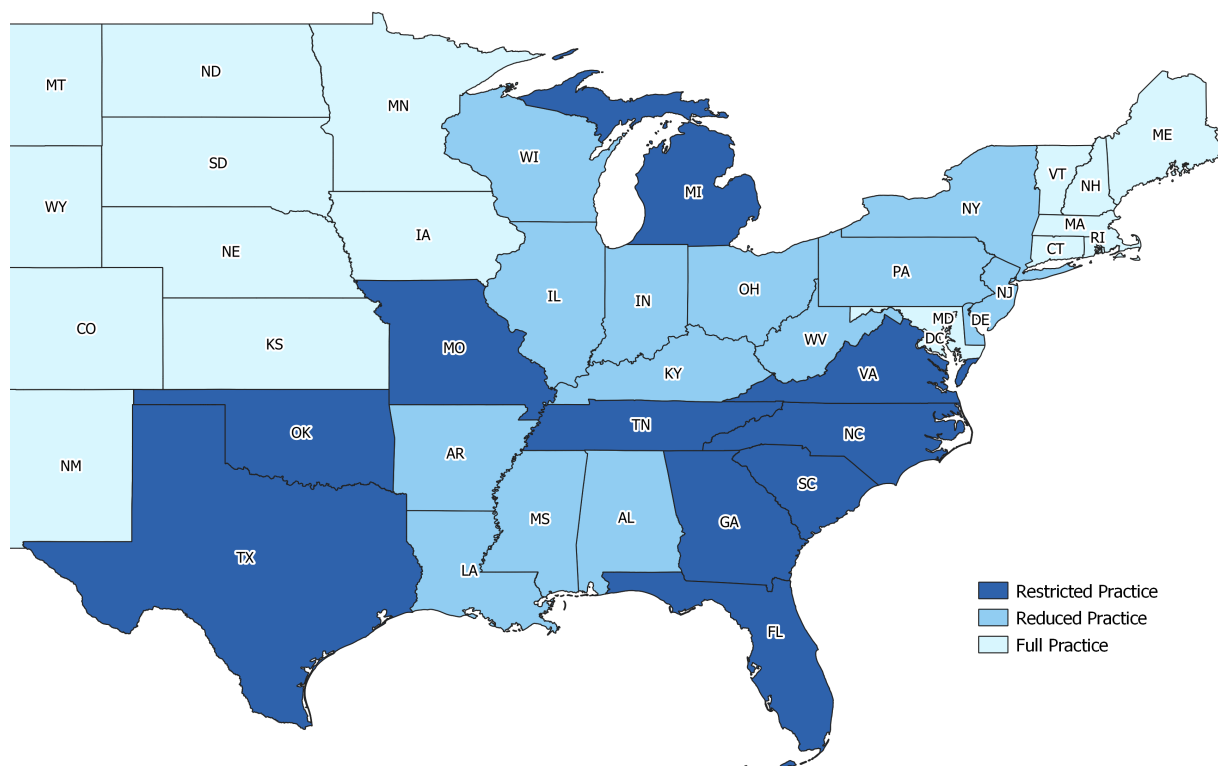 ND
MT
MN
ME
WI
SD
VT
NH
MI
WY
NY
MA
IA
RI
NE
CT
PA
OH
IL
IN
NJ
MD
DE
CO
DC
WV
KS
MO
KY
VA
TN
OK
NC
AR
NM
SC
MS
AL
GA
TX
LA
Restricted Practice
Reduced Practice
FL
Full Practice